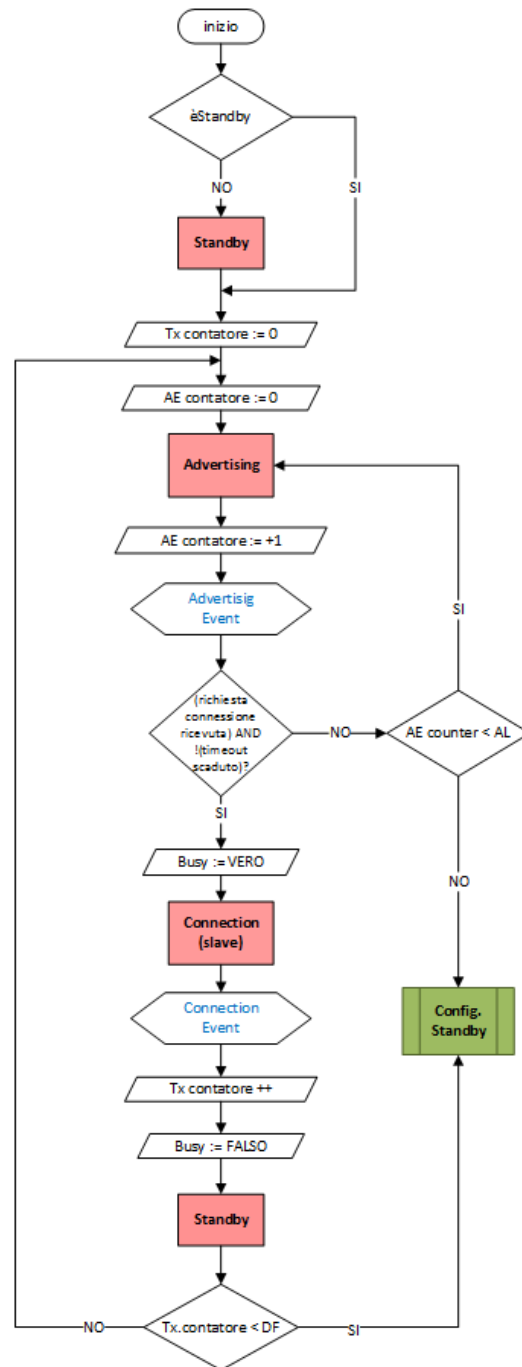 inizio
èStandby
NO
SI
Standby
Tx contatore := 0
AE contatore := 0
Advertising
AE contatore := +1
Advertisig
Event
SI
(richiesta
connessione
ricevuta) AND
!(timeout
scaduto)?
NO
AE counter < AL
SI
Busy := VERO
NO
Connection
(slave)
Connection
Event
Config.
Standby
Tx contatore ++
Busy := FALSO
Standby
NO
Tx.contatore < DF
SI